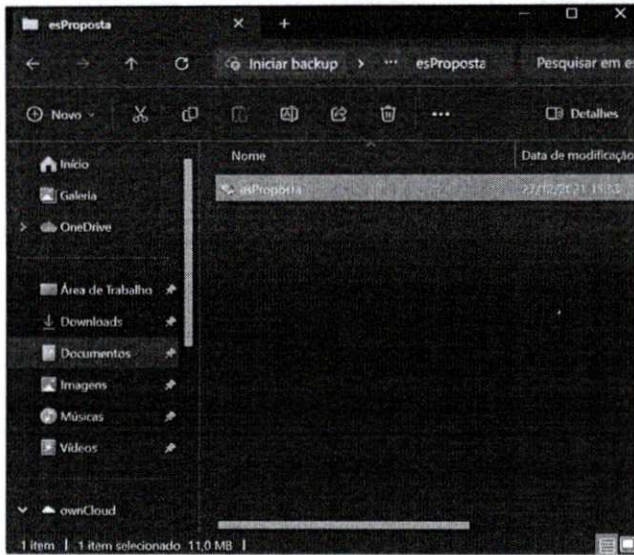 esProposta
Iniciar backup > ... esProposta Pesquisar em es
Novo Detalhes
Nome Data de modificação
esProposta
Início
Galeria
OneDrive
Área de Trabalho
Downloads
Documentos
Imagens
Músicas
Vídeos
ownCloud
1 item | 1 item selecionado 11,0 MB |